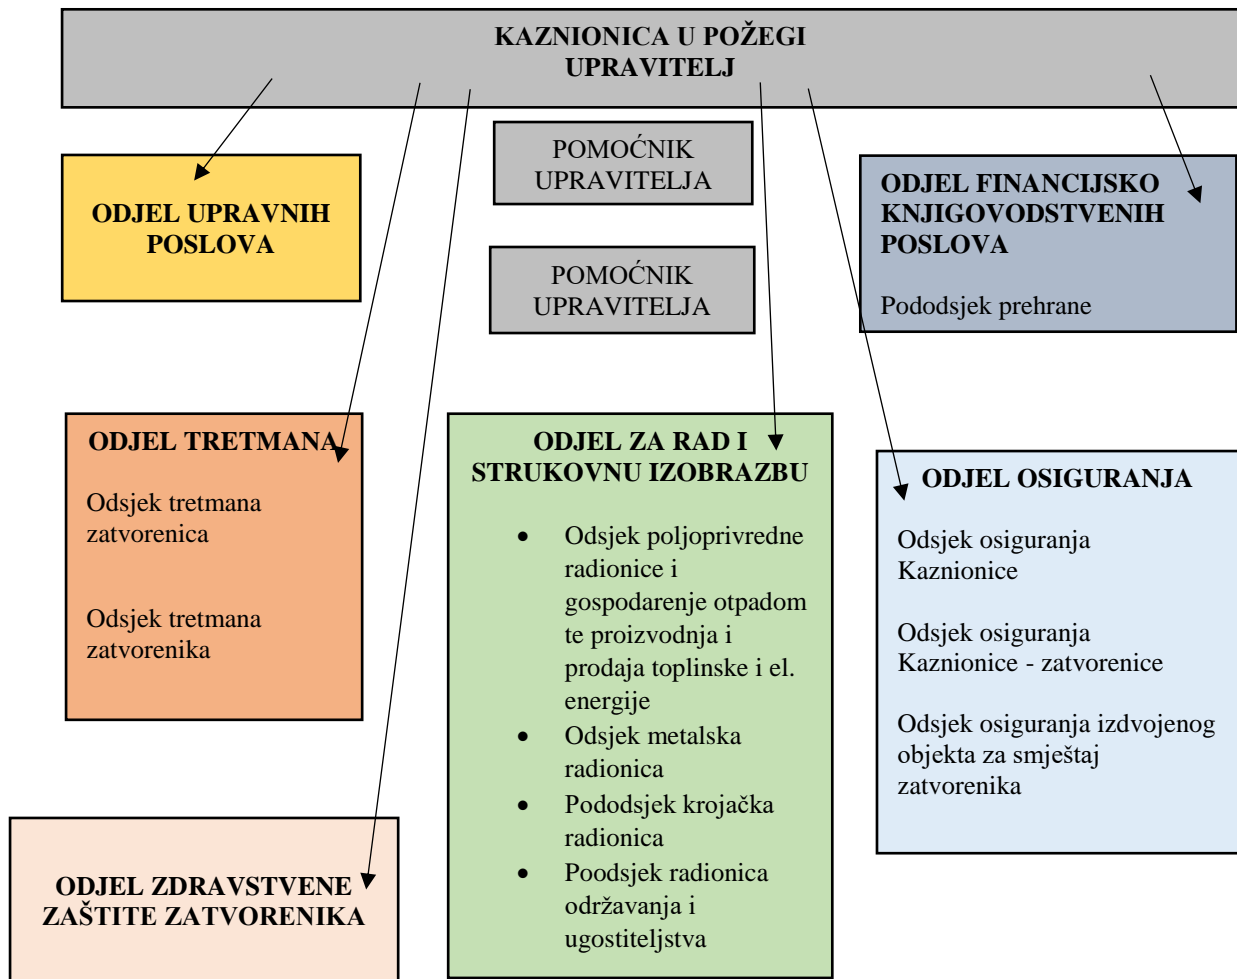 KAZNIONICA U POŽEGI
UPRAVITELJ
POMOĆNIK
UPRAVITELJA
ODJEL UPRAVNIH
POSLOVA
ODJEL FINANCIJSKO
KNJIGOVODSTVENIH
POSLOVA
Pododsjek prehrane
POMOĆNIK
UPRAVITELJA
ODJEL TRETMANA
Odsjek tretmana
zatvorenica
Odsjek tretmana
zatvorenika
ODJEL ZA RAD I
STRUKOVNU IZOBRAZBU
• Odsjek poljoprivredne
radionice i
gospodarenje otpadom
te proizvodnja i
prodaja toplinske i el.
energije
• Odsjek metalska
radionica
• Pododsjek krojačka
radionica
• Poodsjek radionica
održavanja i
ugostiteljstva
ODJEL OSIGURANJA
Odsjek osiguranja
Kaznionice
Odsjek osiguranja
Kaznionice - zatvorenice
Odsjek osiguranja izdvojenog
objekta za smještaj
zatvorenika
ODJEL ZDRAVSTVENE
ZAŠTITE ZATVORENIKA